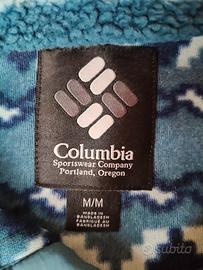 Columbia
Sportswear Company
Portland, Oregon
M/M
MADE IN
BANGLADESH
FABRIQUÉ AU
BANGLADESH
subito